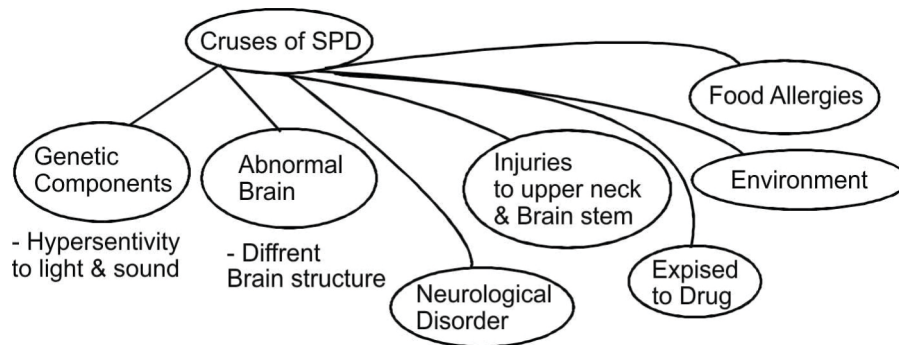 Cruses of SPD
Food Allergies
Genetic
Components
Abnormal
Brain
Injuries
to upper neck
& Brain stem
Environment
- Hypersentivity
to light & sound
- Diffrent
Brain structure
Neurological
Disorder
Expised
to Drug